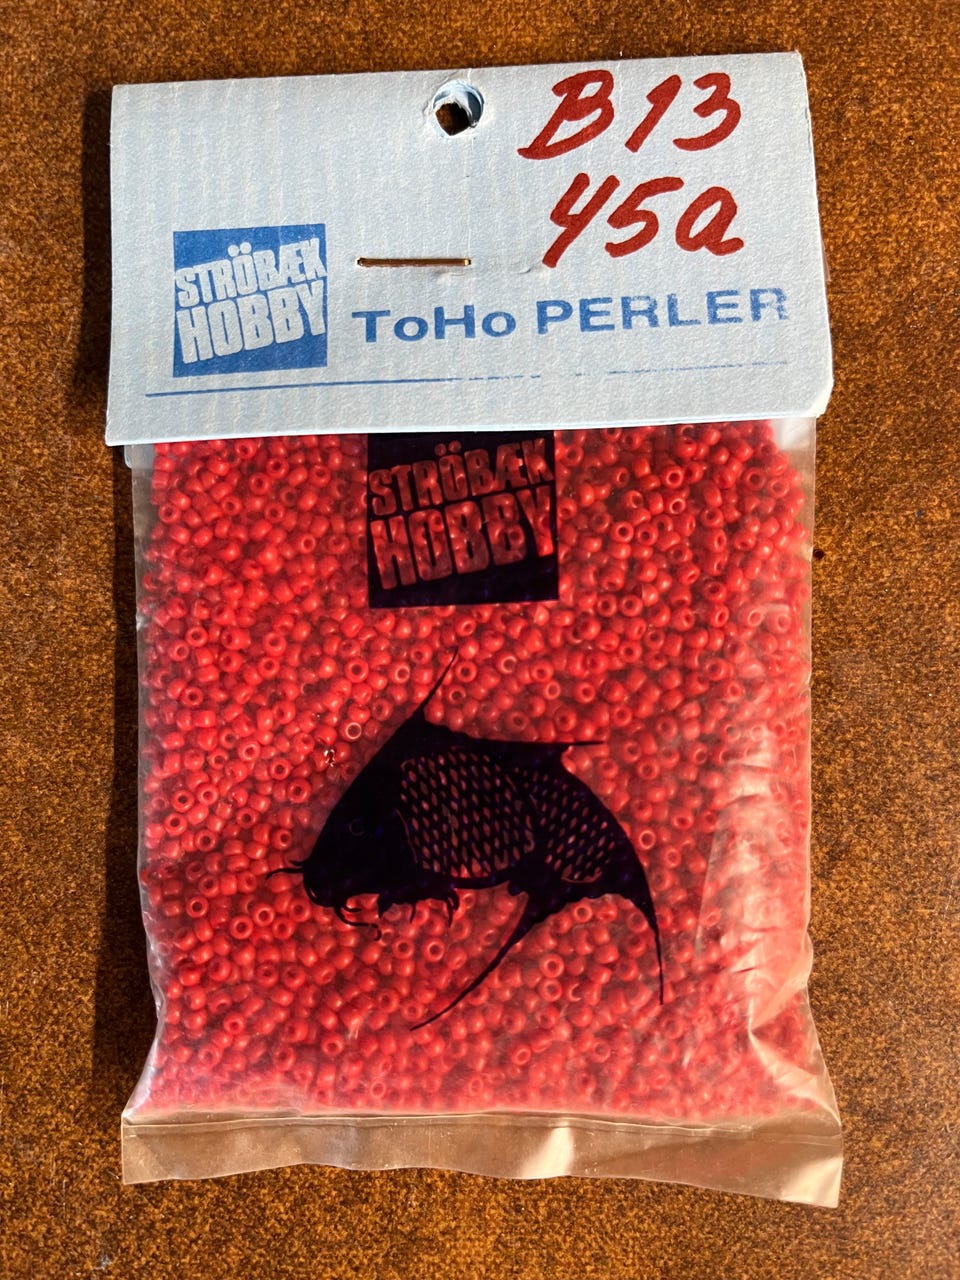 B13
45a
STRÖBÆK
HOBBY
ToHo PERLER
STRÖBÆK
HOBBY